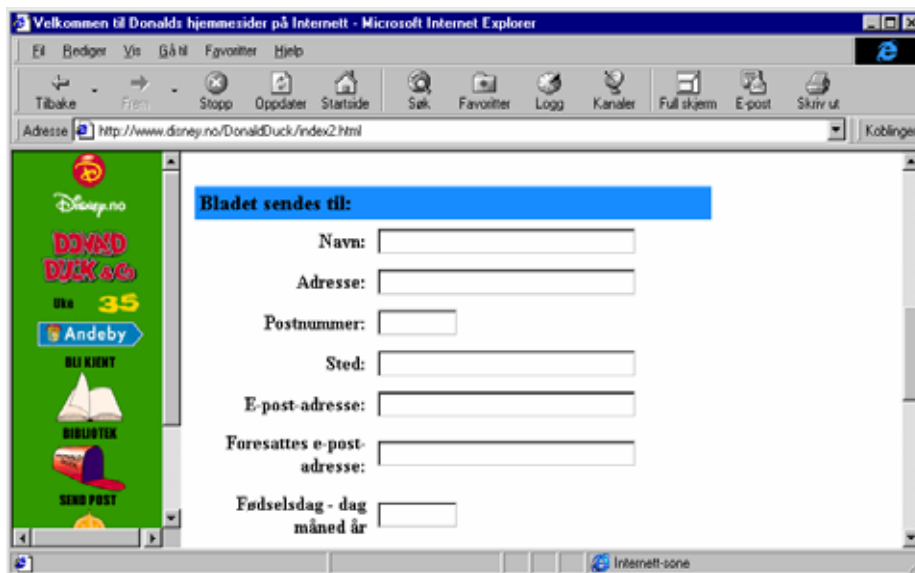 Velkommen til Donalds hjemmesider på Internett - Microsoft Internet Explorer
Fil Rediger Vis Gå til Favoritter Hjelp
Tilbake Frem Stopp Oppdater Startside Søk Favoritter Logg Kanaler Full skjerm E-post Skriv ut
Adresse http://www.disney.no/DonaldDuck/index2.html Koblinger
Disney.no
DONALD
DUCK & CO
Uke 35
Andeby
BLI KJENT
BIBLIOTEK
SEND POST
Bladet sendes til:
Navn:
Adresse:
Postnummer:
Sted:
E-post-adresse:
Foresattes e-post-
adresse:
Fødselsdag - dag
måned år
Internett-sone